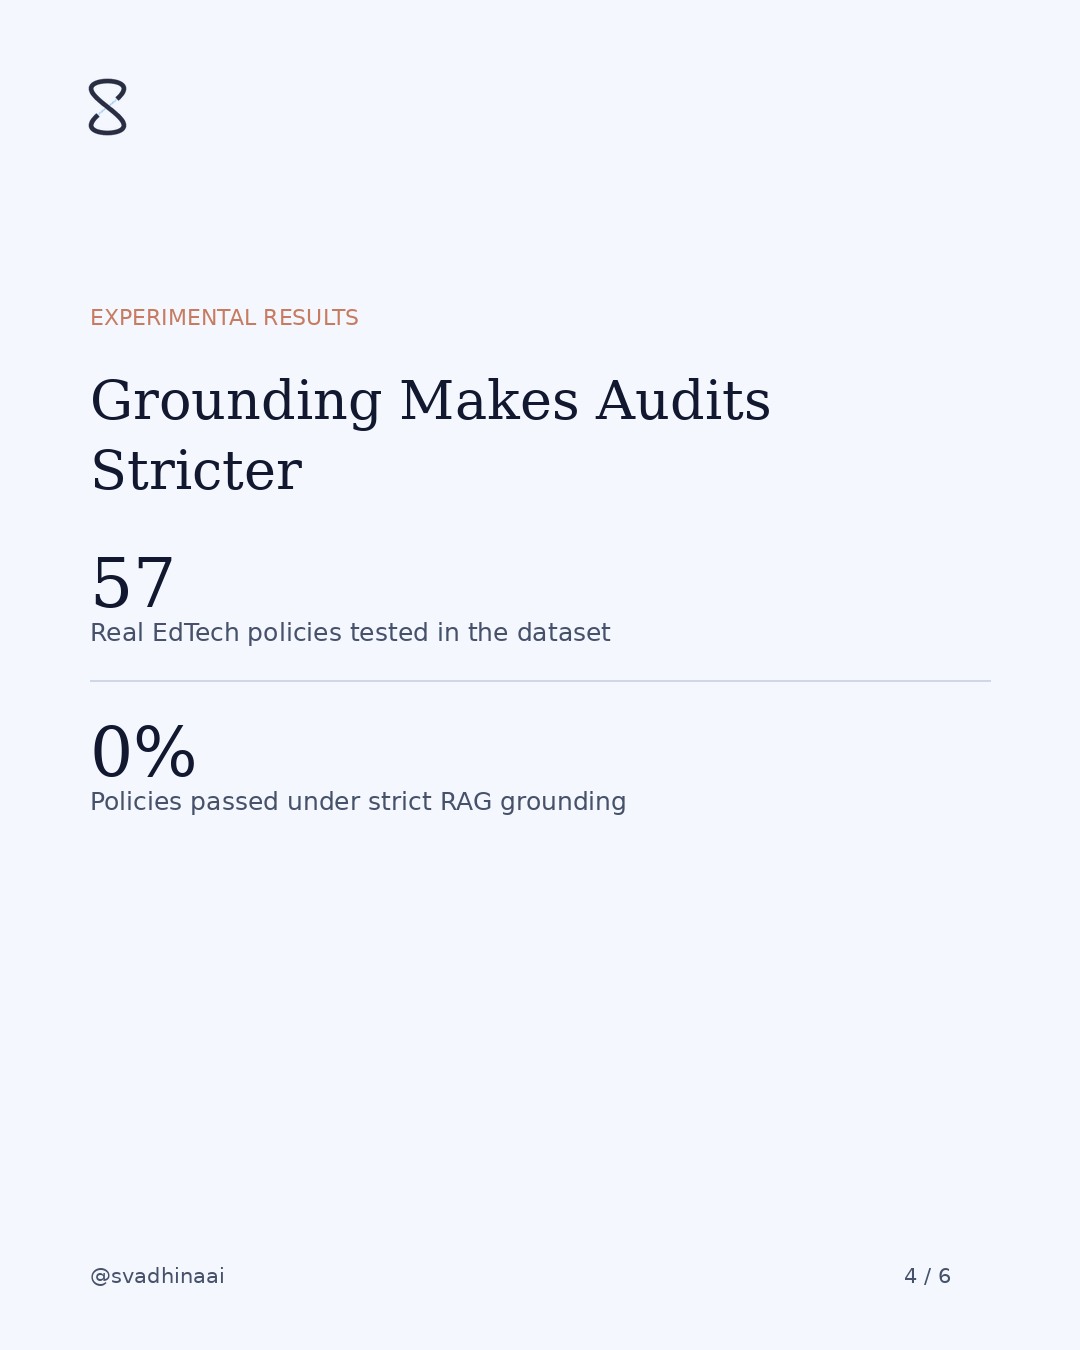 EXPERIMENTAL RESULTS
Grounding Makes Audits
Stricter
57
Real EdTech policies tested in the dataset
0%
Policies passed under strict RAG grounding
@svadhinaai
4 / 6